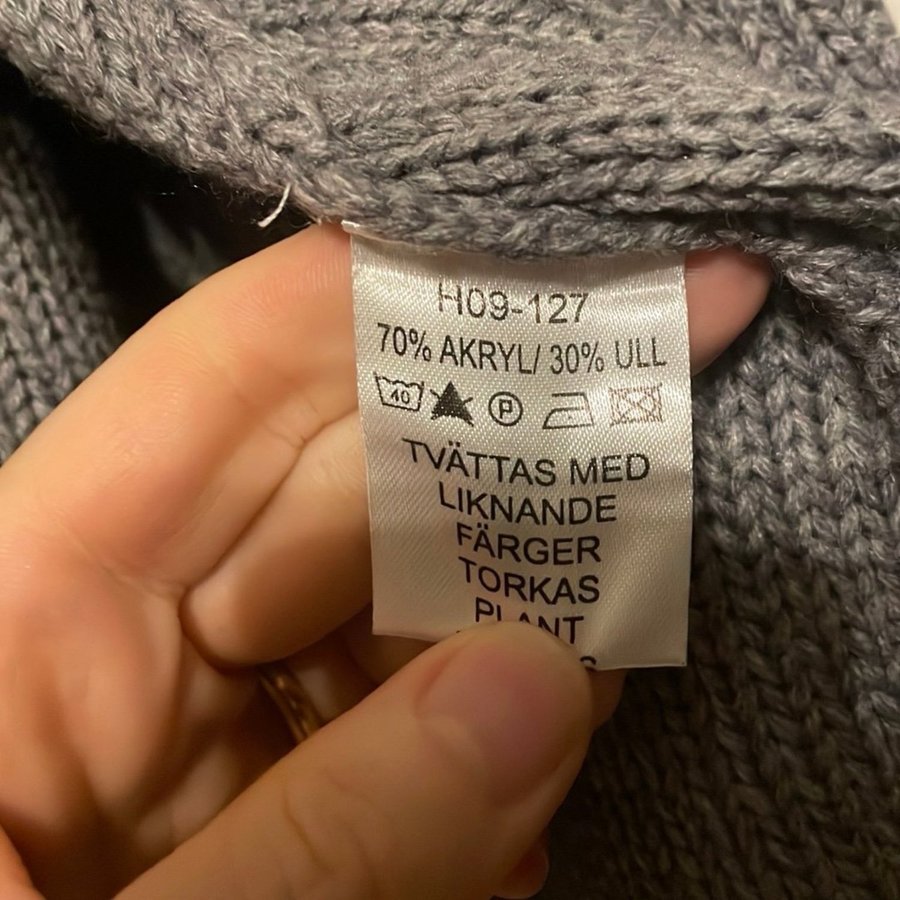 H09-127
70% AKRYL/ 30% ULL
40 P
TVÄTTAS MED
LIKNANDE
FÄRGER
TORKAS
PLANT